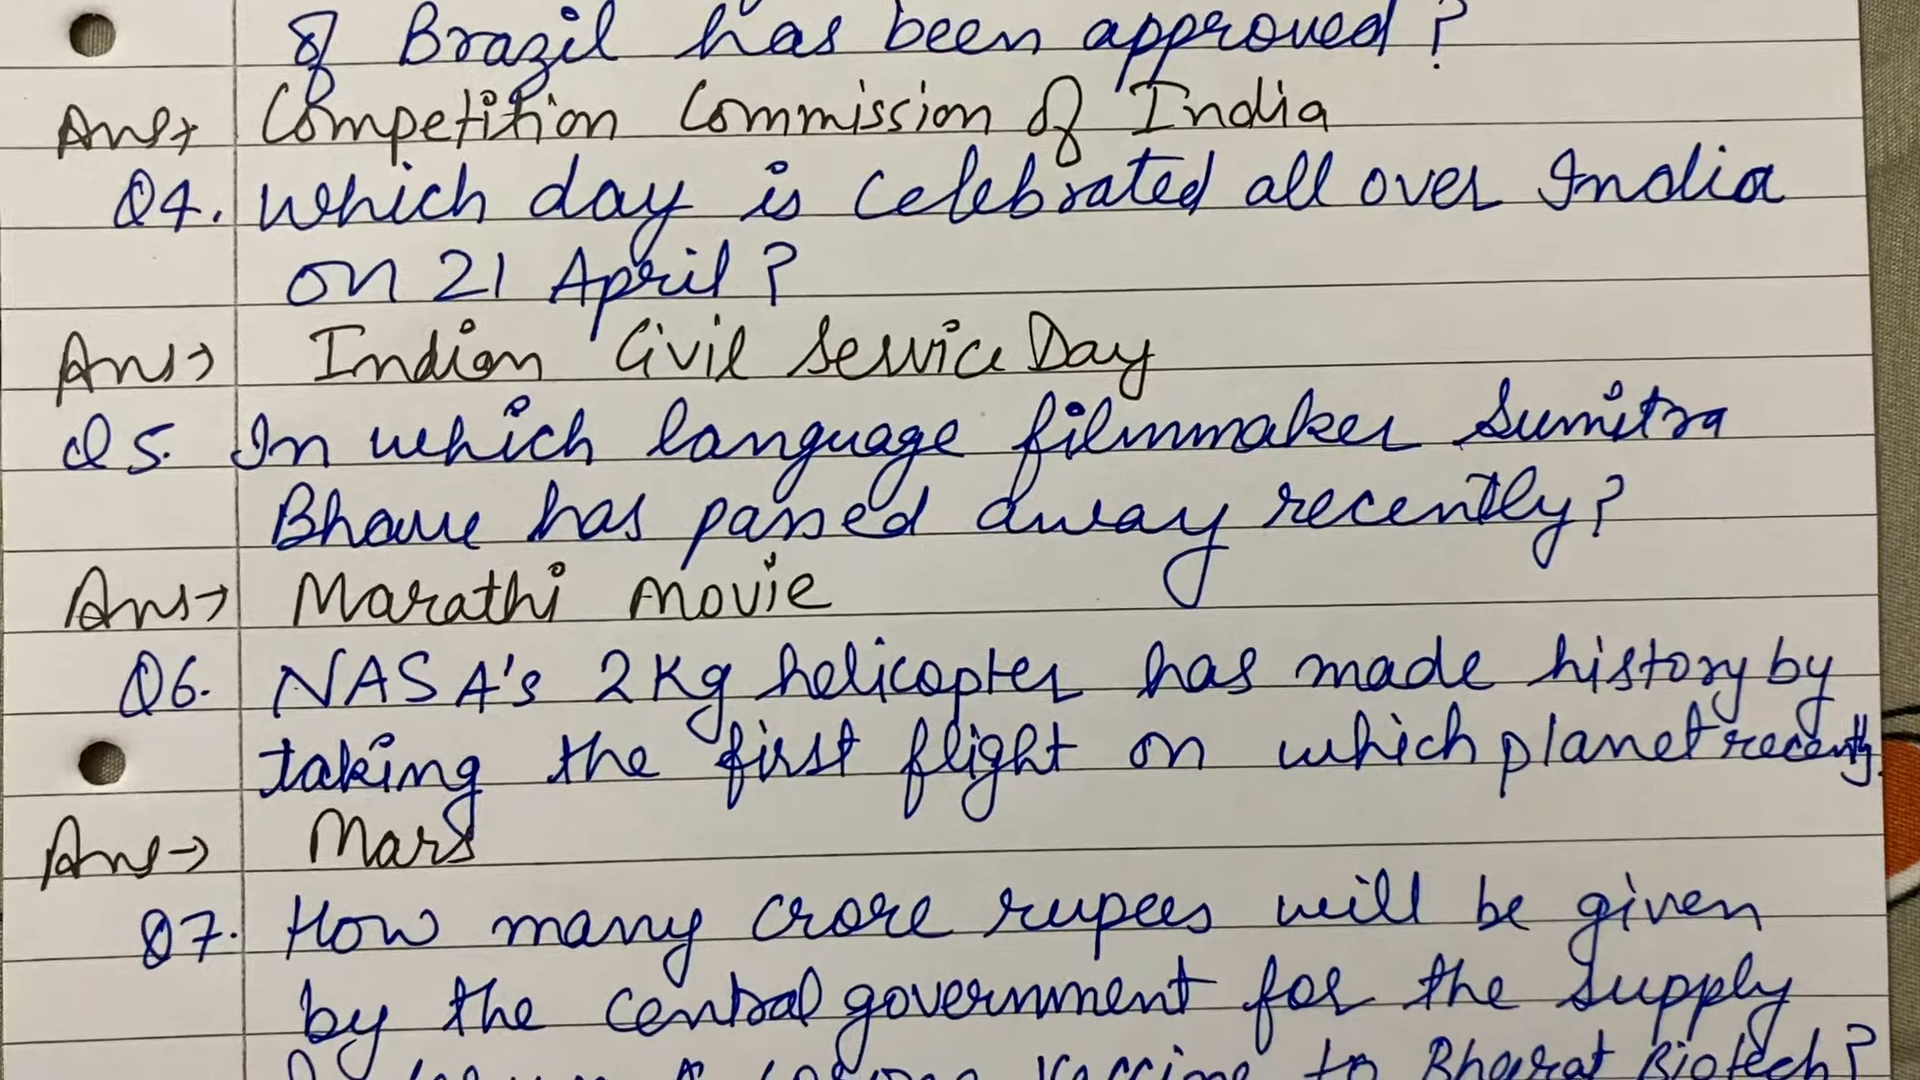 of Brazil has been approved?
Ans→ Competition Commission of India
Q4. Which day is celebrated all over India
on 21 April?
Ans→ Indian Civil Service Day
Q5. In which language filmmaker Sumitra
Bhave has passed away recently?
Ans→ Marathi movie
Q6. NASA's 2Kg helicopter has made history by
taking the first flight on which planet recently.
Ans→ Mars
Q7. How many crore rupees will be given
by the central government for the supply
vaccine to Bharat Biotech?